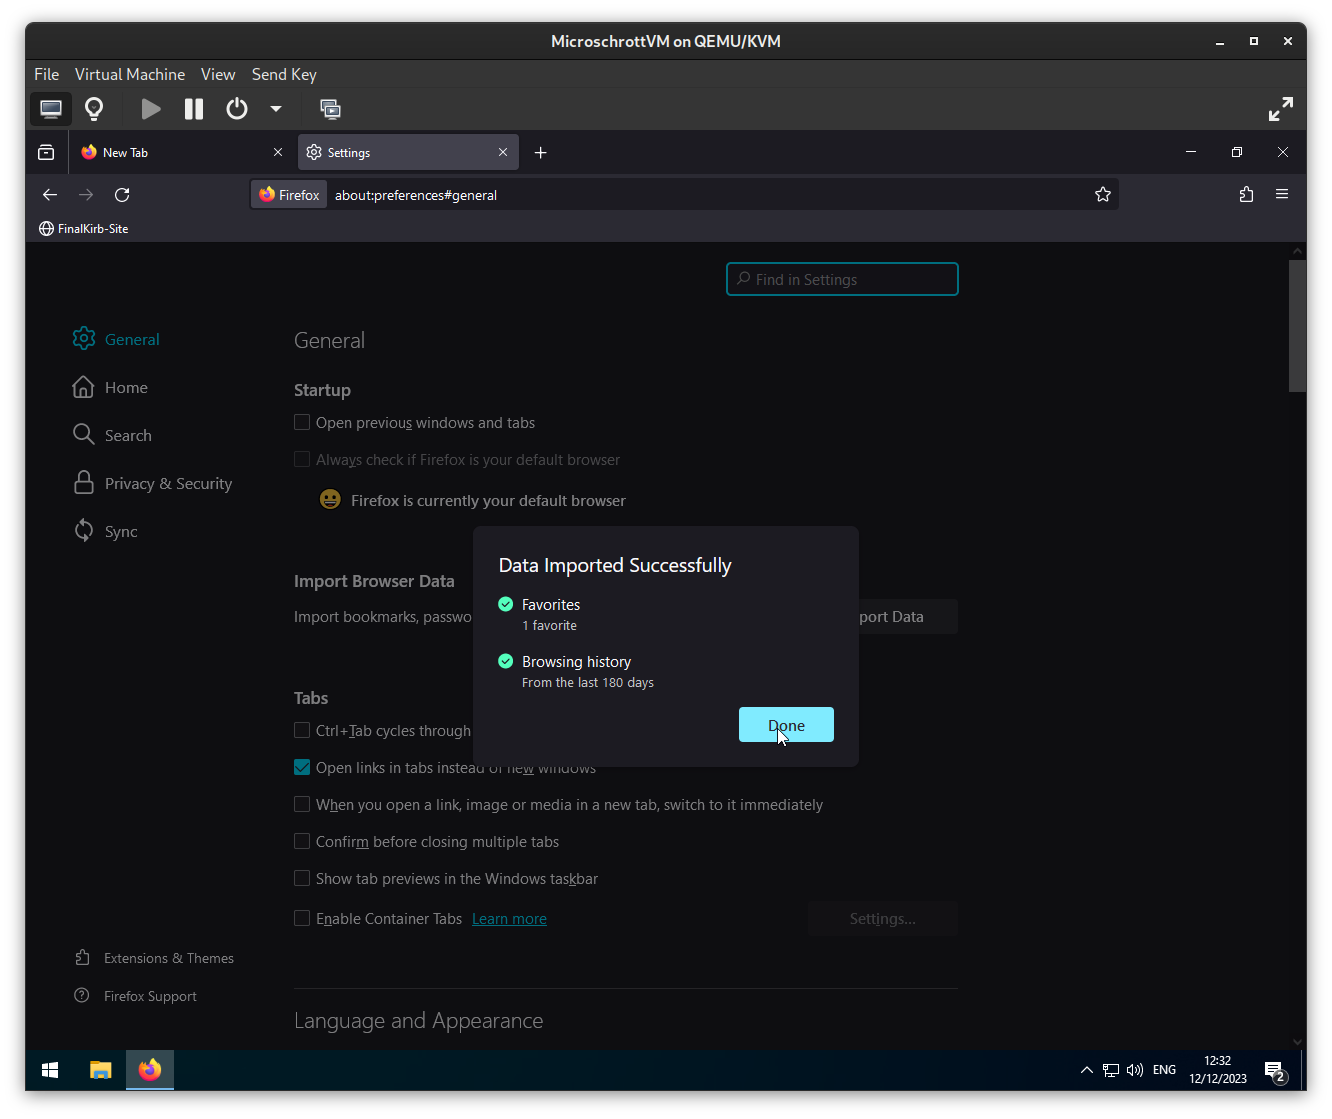 MicroschrottVM on QEMU/KVM
File Virtual Machine View Send Key
New Tab
Settings
Firefox about:preferences#general
FinalKirb-Site
Find in Settings
General
Home
Search
Privacy & Security
Sync
Extensions & Themes
Firefox Support
General
Startup
Open previous windows and tabs
Always check if Firefox is your default browser
Firefox is currently your default browser
Import Browser Data
Import bookmarks, passwo
port Data
Data Imported Successfully
Favorites
1 favorite
Browsing history
From the last 180 days
Done
Tabs
Ctrl+Tab cycles through
Open links in tabs instead of new windows
When you open a link, image or media in a new tab, switch to it immediately
Confirm before closing multiple tabs
Show tab previews in the Windows taskbar
Enable Container Tabs Learn more
Settings...
Language and Appearance
ENG
12:32
12/12/2023
2